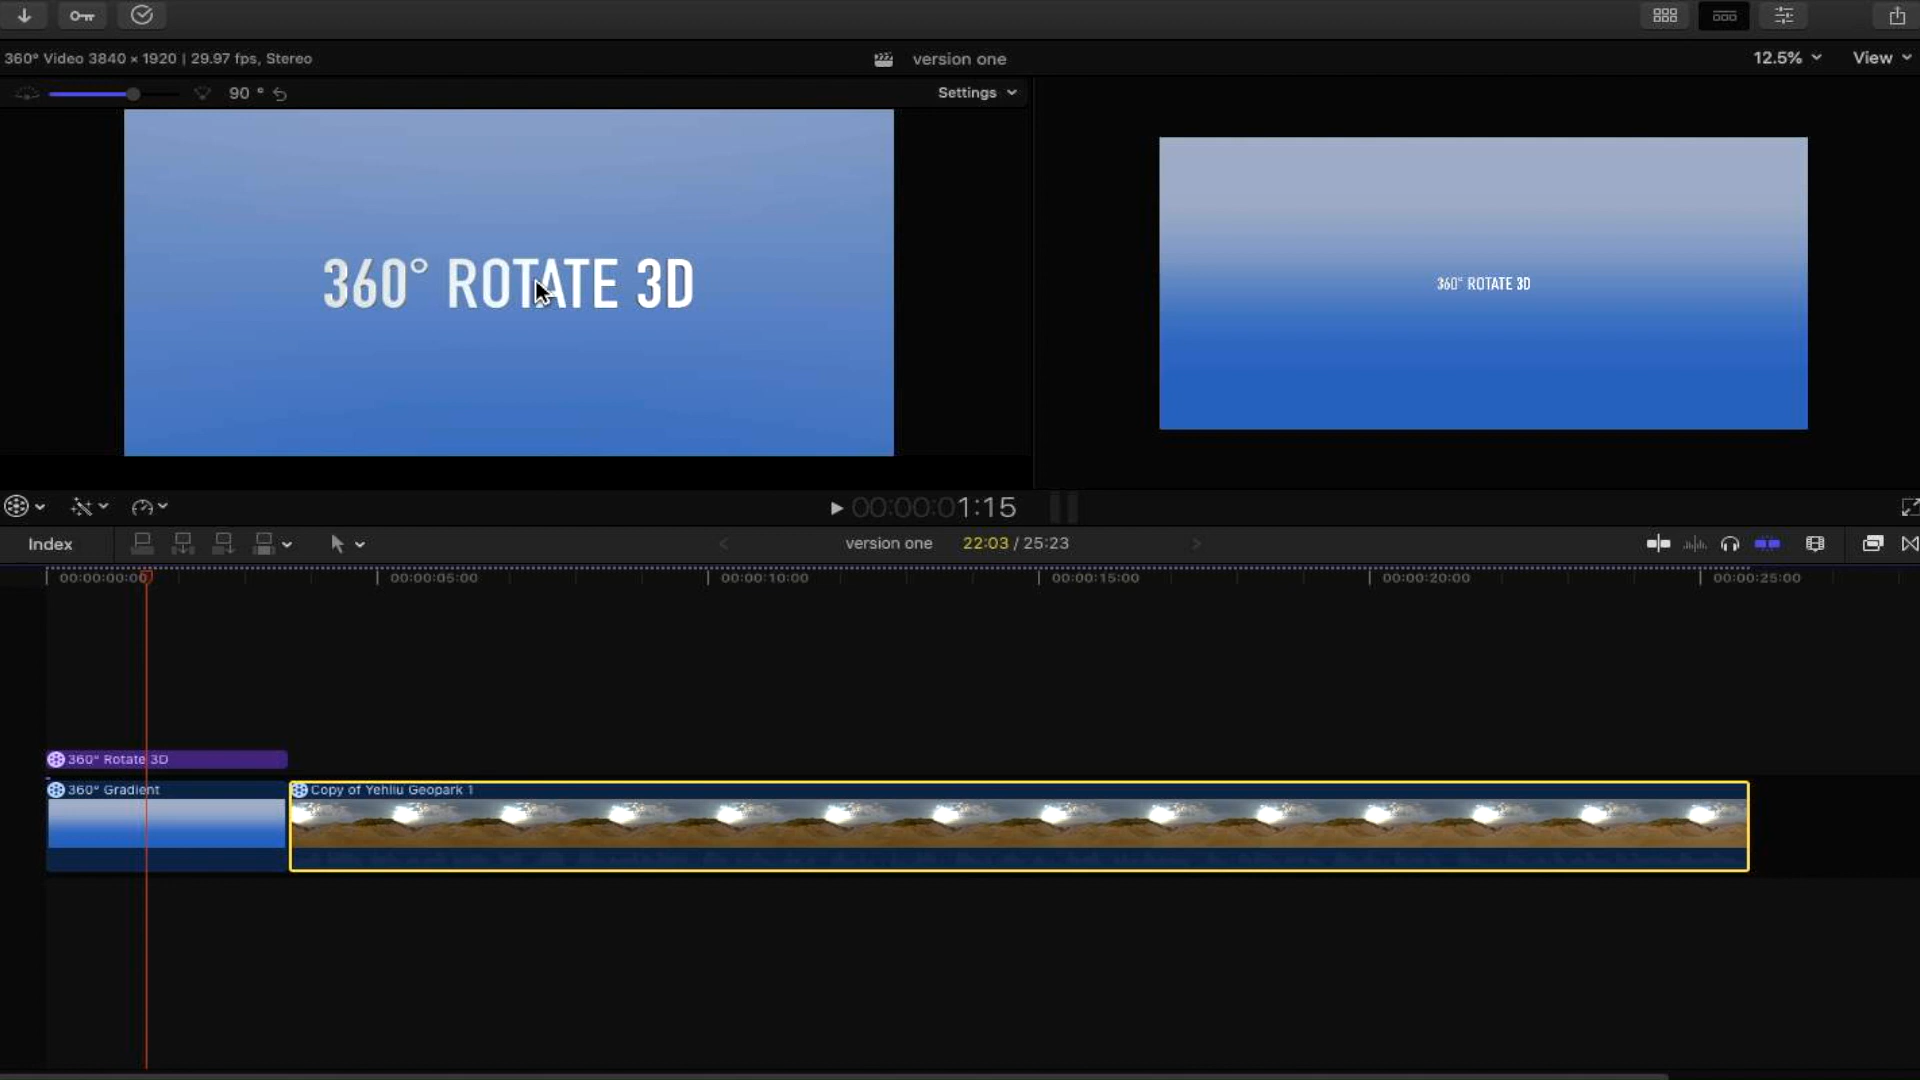 360° Video 3840 × 1920 | 29.97 fps, Stereo
version one
12.5%
View
90 °
Settings
360° ROTATE 3D
360° ROTATE 3D
00:00:01:15
Index
version one
22:03 / 25:23
00:00:00:00
00:00:05:00
00:00:10:00
00:00:15:00
00:00:20:00
00:00:25:00
360° Rotate 3D
360° Gradient
Copy of Yehliu Geopark 1